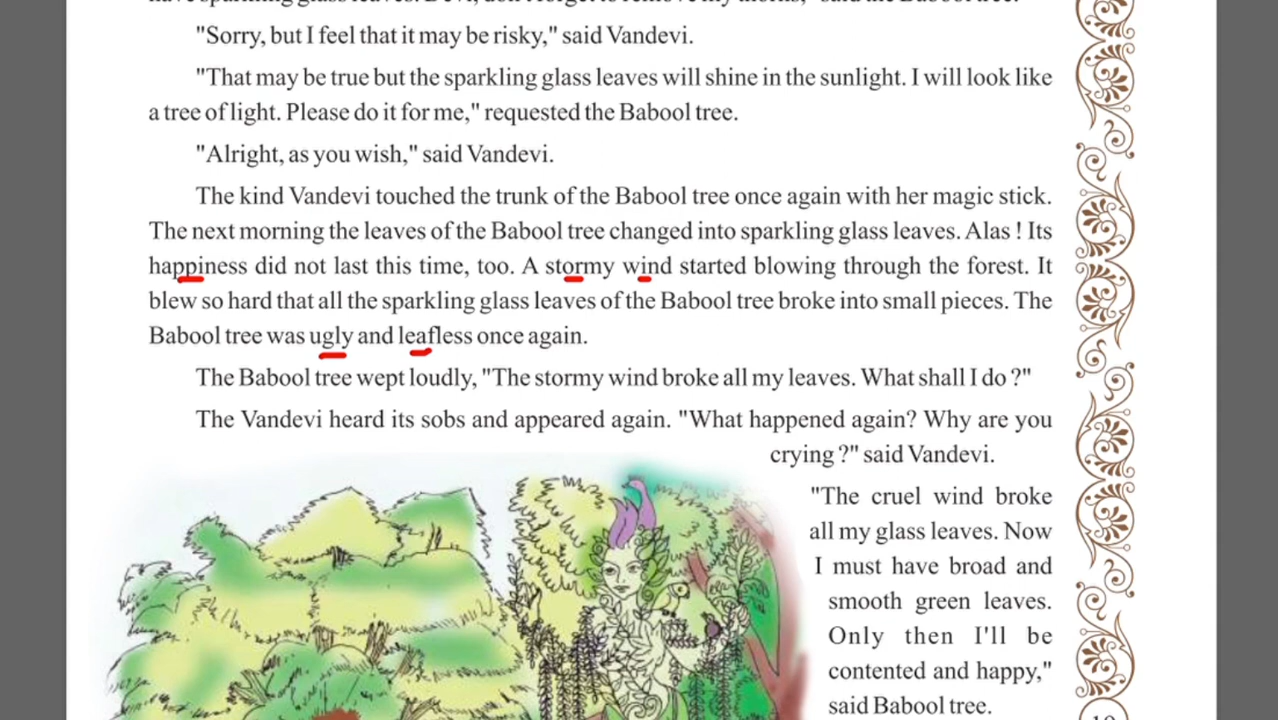 "Sorry, but I feel that it may be risky," said Vandevi.
"That may be true but the sparkling glass leaves will shine in the sunlight. I will look like
a tree of light. Please do it for me," requested the Babool tree.
"Alright, as you wish," said Vandevi.
The kind Vandevi touched the trunk of the Babool tree once again with her magic stick.
The next morning the leaves of the Babool tree changed into sparkling glass leaves. Alas ! Its
happiness did not last this time, too. A stormy wind started blowing through the forest. It
blew so hard that all the sparkling glass leaves of the Babool tree broke into small pieces. The
Babool tree was ugly and leafless once again.
The Babool tree wept loudly, "The stormy wind broke all my leaves. What shall I do ?"
The Vandevi heard its sobs and appeared again. "What happened again? Why are you
crying ?" said Vandevi.
"The cruel wind broke
all my glass leaves. Now
I must have broad and
smooth green leaves.
Only then I'll be
contented and happy,"
said Babool tree.